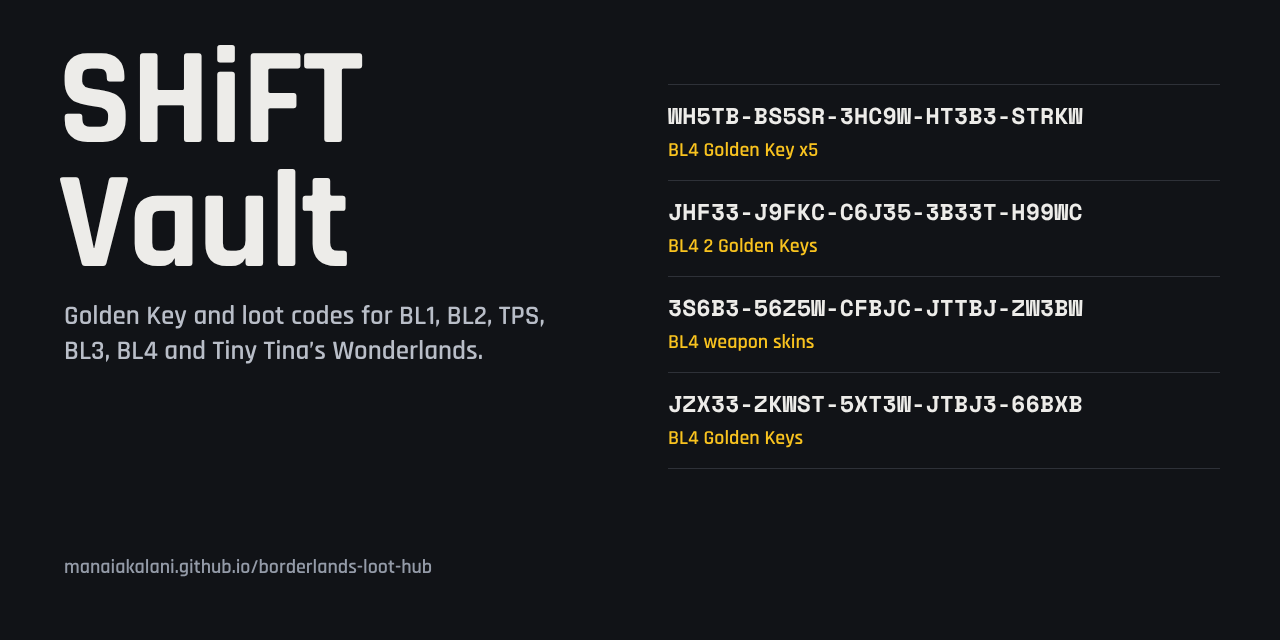 SHiFT
Vault
Golden Key and loot codes for BL1, BL2, TPS,
BL3, BL4 and Tiny Tina’s Wonderlands.
manaiakalani.github.io/borderlands-loot-hub
WH5TB-BS5SR-3HC9W-HT3B3-STRKW
BL4 Golden Key x5
JHF33-J9FKC-C6J35-3B33T-H99WC
BL4 2 Golden Keys
3S6B3-56Z5W-CFBJC-JTTBJ-ZW3BW
BL4 weapon skins
JZX33-ZKWST-5XT3W-JTBJ3-66BXB
BL4 Golden Keys